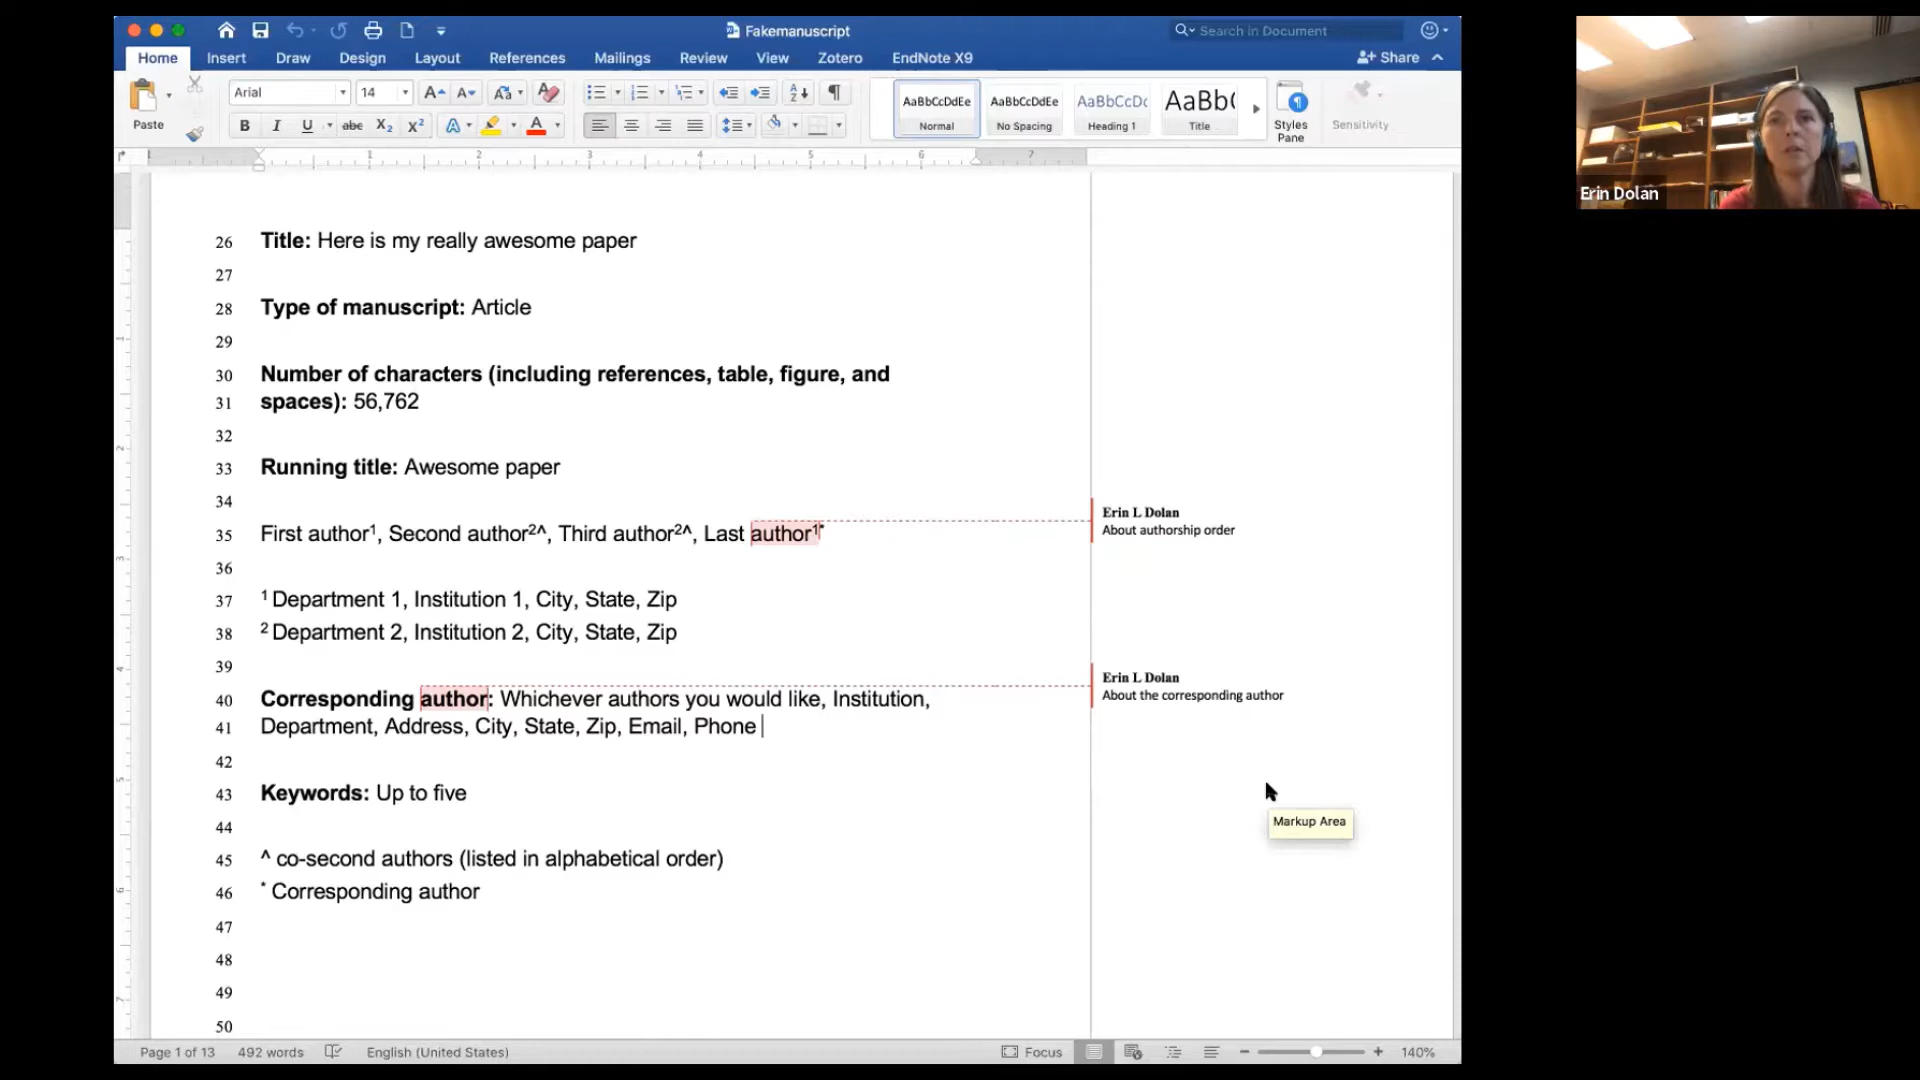 Fakemanuscript
Search in Document
Home Insert Draw Design Layout References Mailings Review View Zotero EndNote X9
Share
Paste
Arial 14
AaBbCcDdEe AaBbCcDdEe AaBbCcDc AaBb(
Normal No Spacing Heading 1 Title
Styles Pane
Sensitivity
26 Title: Here is my really awesome paper
27
28 Type of manuscript: Article
29
30 Number of characters (including references, table, figure, and
31 spaces): 56,762
32
33 Running title: Awesome paper
34
35 First author¹, Second author²^, Third author²^, Last author¹*
36
37 ¹ Department 1, Institution 1, City, State, Zip
38 ² Department 2, Institution 2, City, State, Zip
39
40 Corresponding author: Whichever authors you would like, Institution,
41 Department, Address, City, State, Zip, Email, Phone
42
43 Keywords: Up to five
44
45 ^ co-second authors (listed in alphabetical order)
46 * Corresponding author
47
48
49
50
Erin L Dolan
About authorship order
Erin L Dolan
About the corresponding author
Markup Area
Page 1 of 13 492 words English (United States)
Focus
140%
Erin Dolan